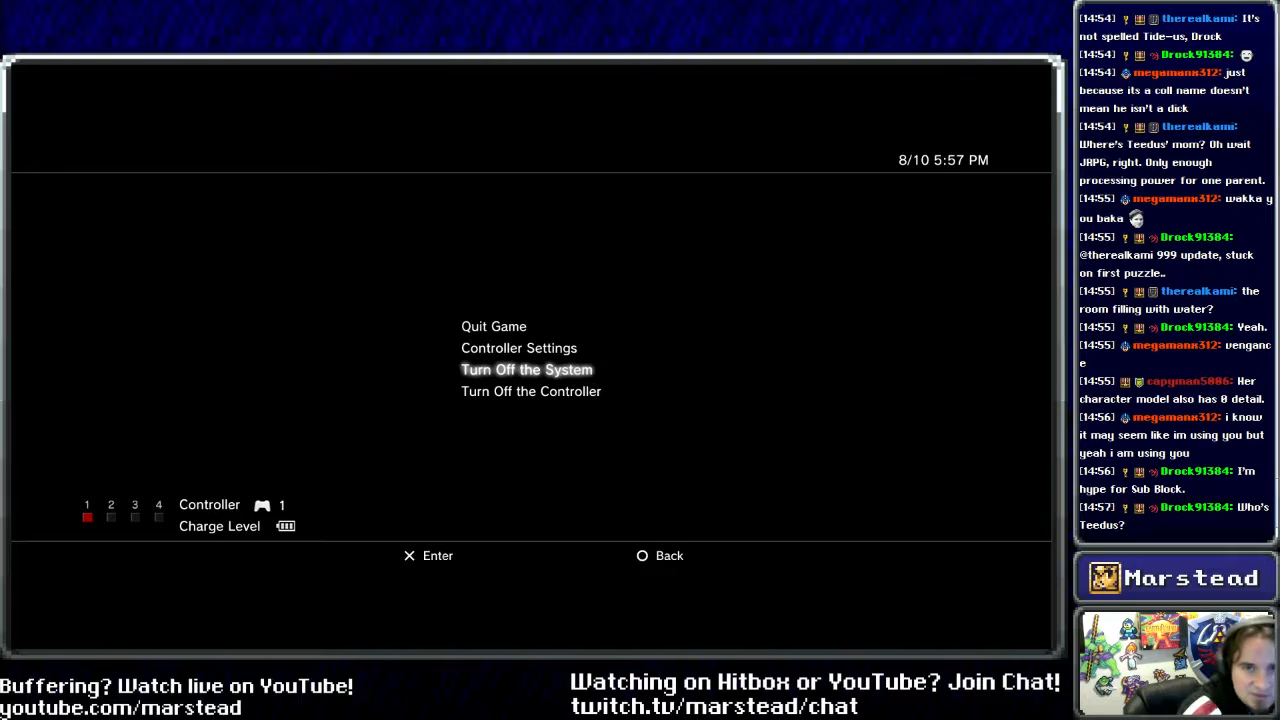 8/10 5:57 PM
Quit Game
Controller Settings
Turn Off the System
Turn Off the Controller
1 2 3 4 Controller 1
Charge Level
Enter Back
[14:54] therealkami: It's
not spelled Tide-us, Drock
[14:54] Drock91384:
[14:54] megamanx312: just
because its a coll name doesn't
mean he isn't a dick
[14:54] therealkami:
Where's Teedus' mom? Oh wait
JRPG, right. Only enough
processing power for one parent.
[14:55] megamanx312: wakka y
ou baka
[14:55] Drock91384:
@therealkami 999 update, stuck
on first puzzle..
[14:55] therealkami: the
room filling with water?
[14:55] Drock91384: Yeah.
[14:55] megamanx312: venganc
e
[14:55] capyman5886: Her
character model also has 0 detail.
[14:56] megamanx312: i know
it may seem like im using you but
yeah i am using you
[14:56] Drock91384: I'm
hype for Sub Block.
[14:57] Drock91384: Who's
Teedus?
Marstead
Buffering? Watch live on YouTube!
youtube.com/marstead
Watching on Hitbox or YouTube? Join Chat!
twitch.tv/marstead/chat